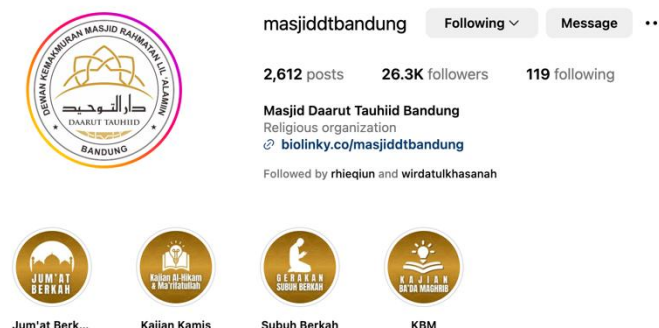 DEWAN KEMAKMURAN MASJID RAHMATAN LIL 'ALAMIN
دار التوحيد
DAARUT TAUHIID
BANDUNG
masjiddtbandung Following Message
2,612 posts 26.3K followers 119 following
Masjid Daarut Tauhiid Bandung
Religious organization
biolinky.co/masjiddtbandung
Followed by rhieqiun and wirdatulkhasanah
JUM'AT
BERKAH
Jum'at Berk...
Kajian Al-Hikam
& Ma'rifatullah
Kajian Kamis
GERAKAN
SUBUH BERKAH
Subuh Berkah
KAJIAN
BA'DA MAGHRIB
KBM